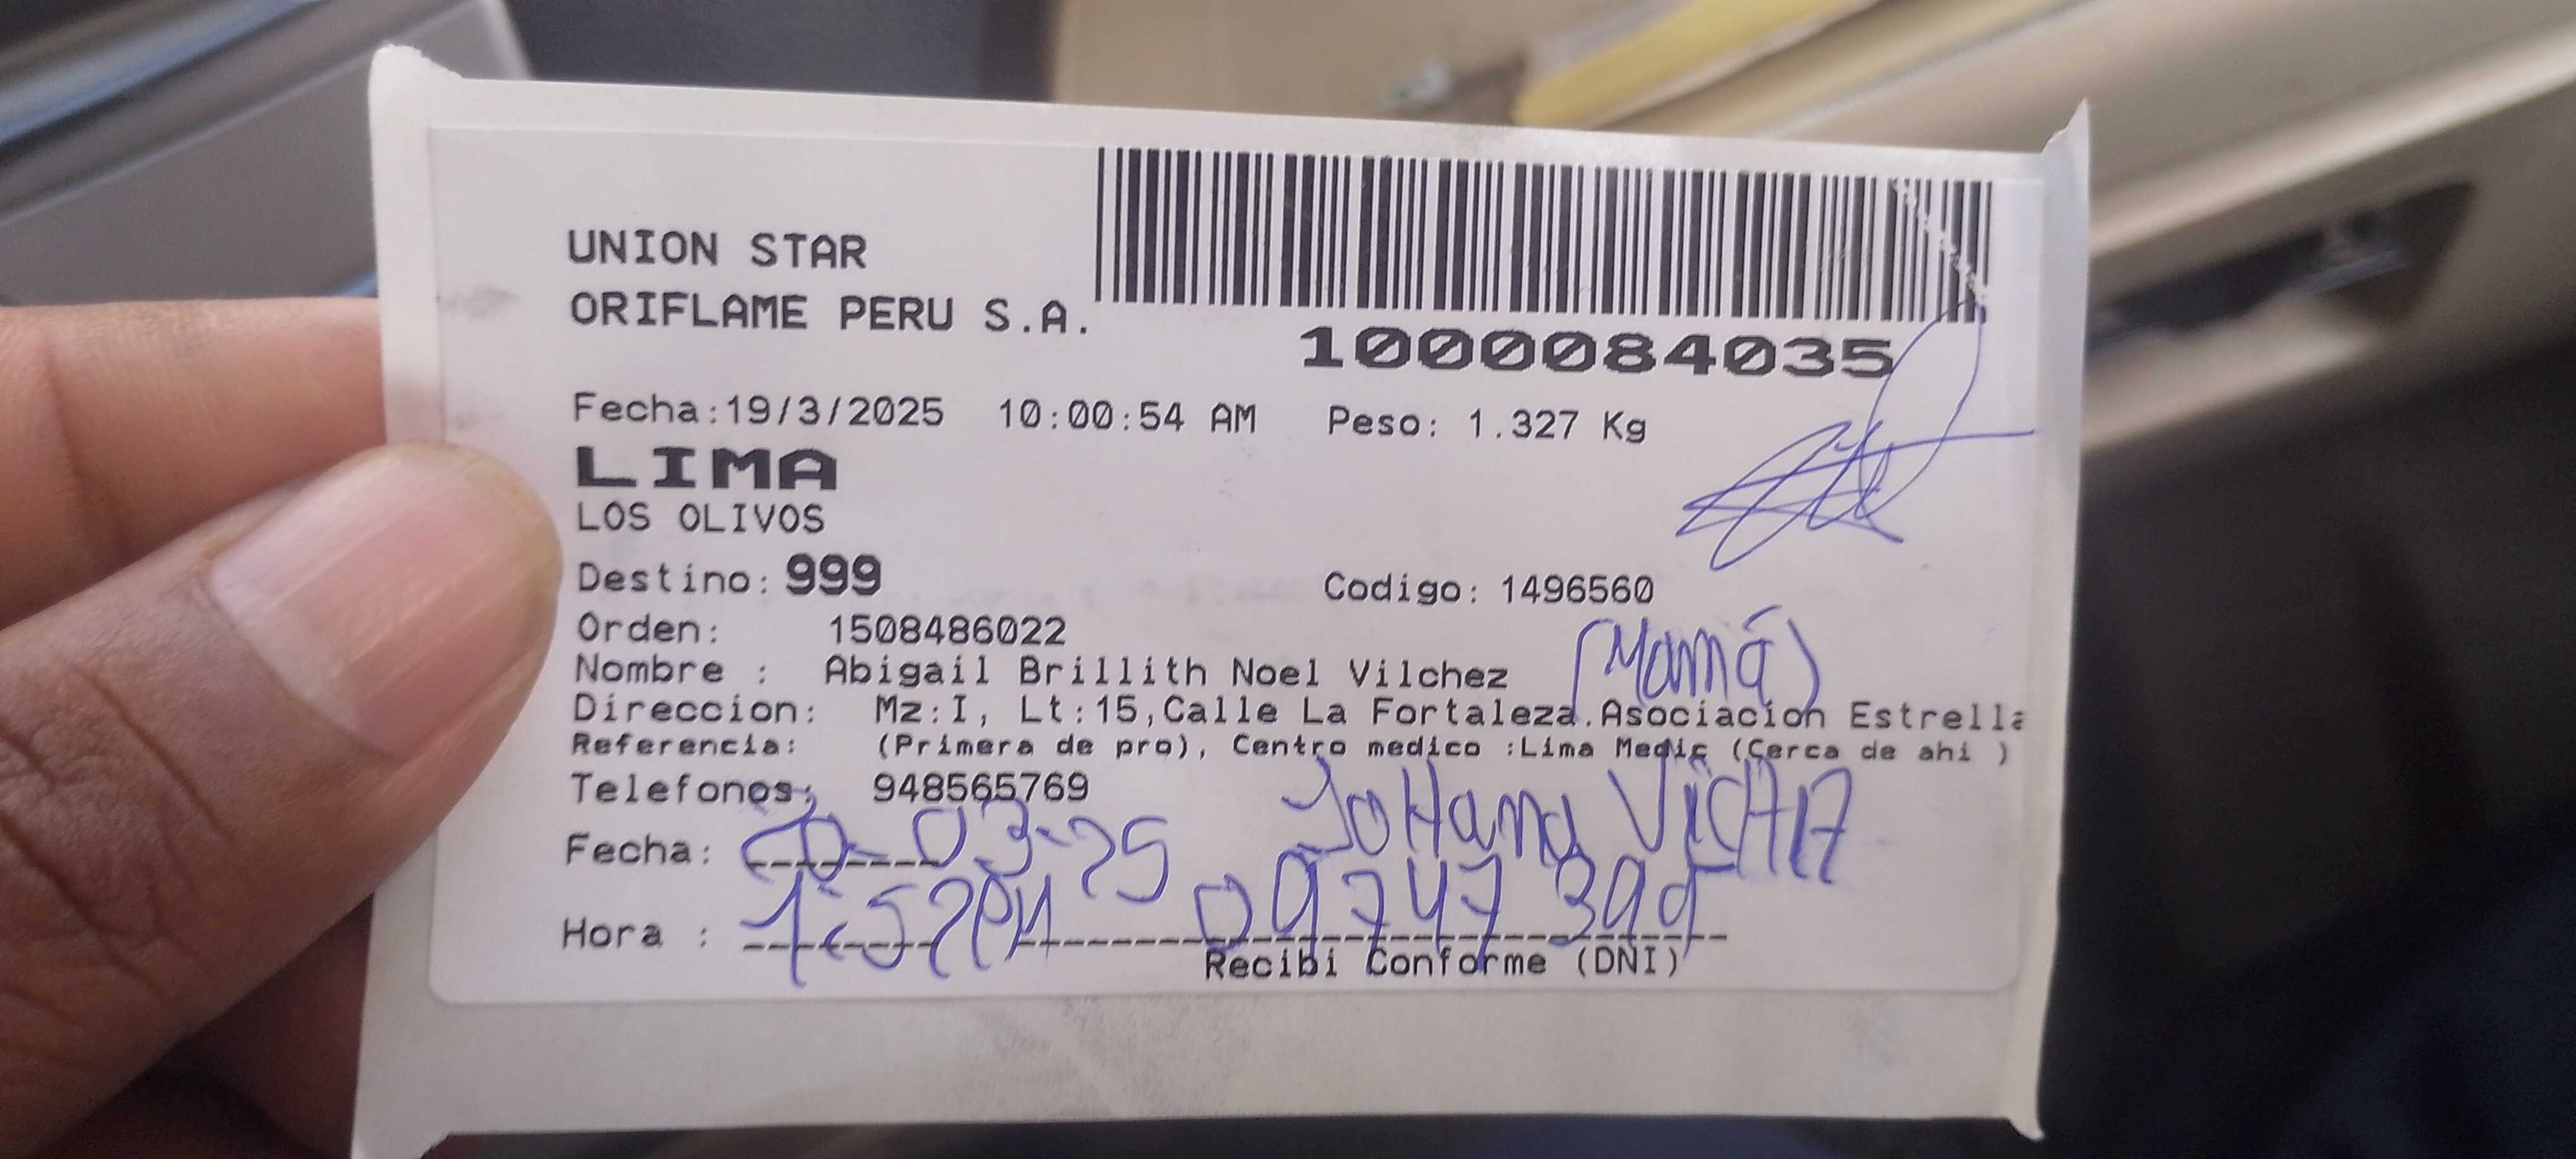 UNION STAR
ORIFLAME PERU S.A.
1000084035
Fecha:19/3/2025 10:00:54 AM Peso: 1.327 Kg
LIMA
LOS OLIVOS
Destino: 999 Codigo: 1496560
Orden: 1508486022
(Mamá)
Nombre : Abigail Brillith Noel Vilchez
Direccion: Mz:I, Lt:15,Calle La Fortaleza.Asociacion Estrella
Referencia: (Primera de pro), Centro medico :Lima Medic (Cerca de ahi )
Telefonos: 948565769
Fecha: 20-03-25 JoHana
Hora : 1:52PM
Recibi Conforme (DNI)